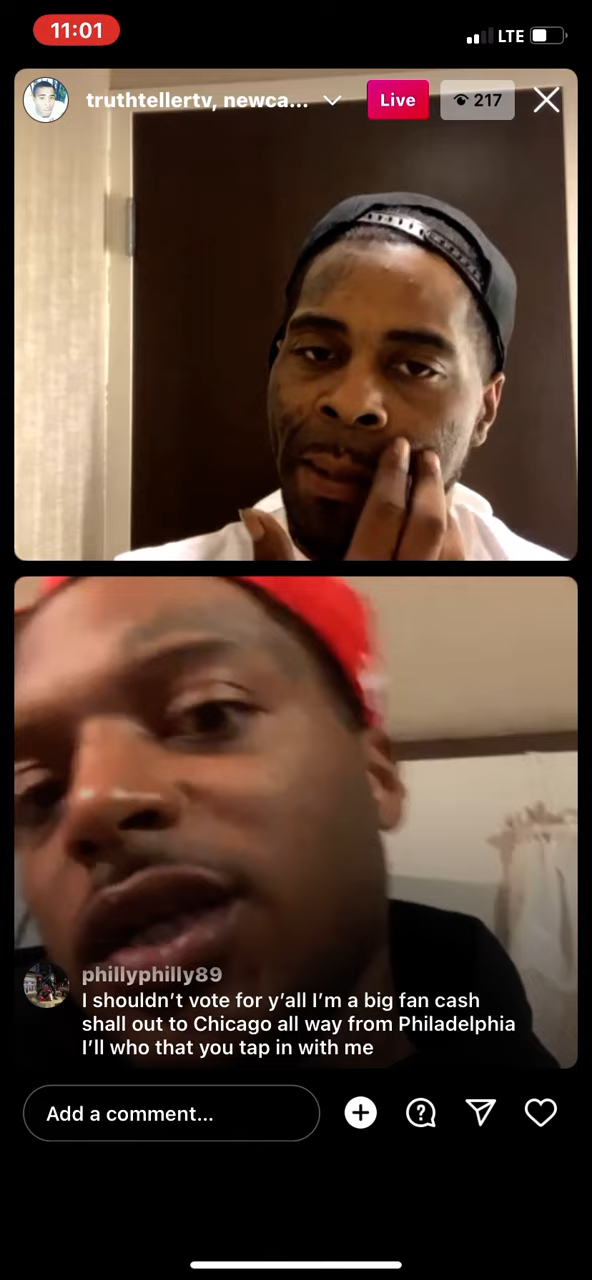 11:01
LTE
truthtellertv, newca...
Live
217
phillyphilly89
I shouldn't vote for y'all I'm a big fan cash
shall out to Chicago all way from Philadelphia
I'll who that you tap in with me
Add a comment...